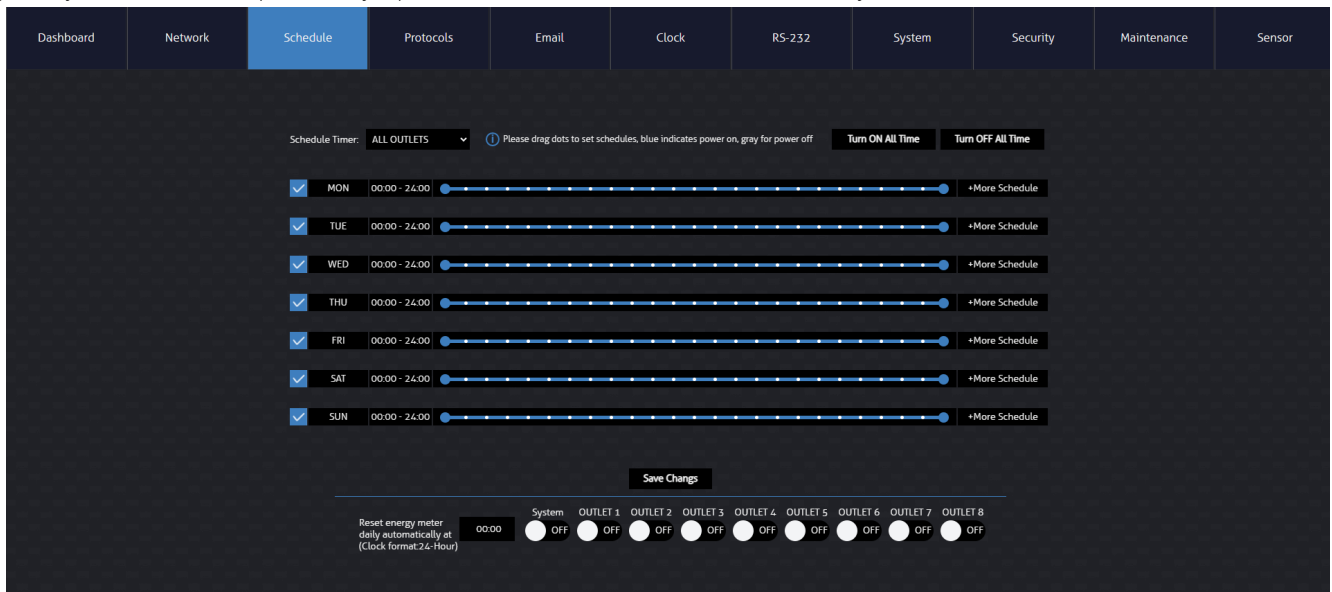 Dashboard Network Schedule Protocols Email Clock RS-232 System Security Maintenance Sensor
Schedule Timer: ALL OUTLETS Please drag dots to set schedules, blue indicates power on, gray for power off Turn ON All Time Turn OFF All Time
MON 00:00 - 24:00 +More Schedule
TUE 00:00 - 24:00 +More Schedule
WED 00:00 - 24:00 +More Schedule
THU 00:00 - 24:00 +More Schedule
FRI 00:00 - 24:00 +More Schedule
SAT 00:00 - 24:00 +More Schedule
SUN 00:00 - 24:00 +More Schedule
Save Changs
System OUTLET 1 OUTLET 2 OUTLET 3 OUTLET 4 OUTLET 5 OUTLET 6 OUTLET 7 OUTLET 8
Reset energy meter
daily automatically at 00:00 OFF OFF OFF OFF OFF OFF OFF OFF OFF
(Clock format:24-Hour)